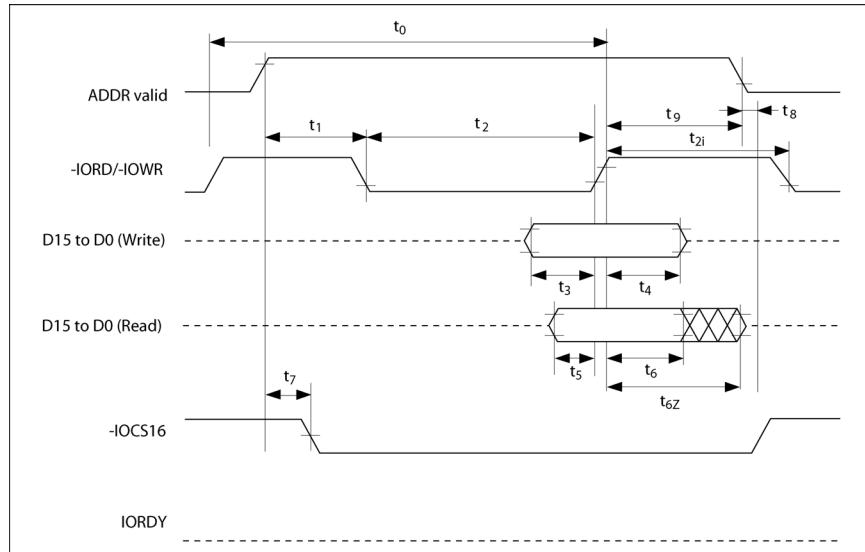 t0
ADDR valid
t1
t2
t9
t8
t2i
-IORD/-IOWR
D15 to D0 (Write)
t3
t4
D15 to D0 (Read)
t5
t6
t6Z
t7
-IOCS16
IORDY